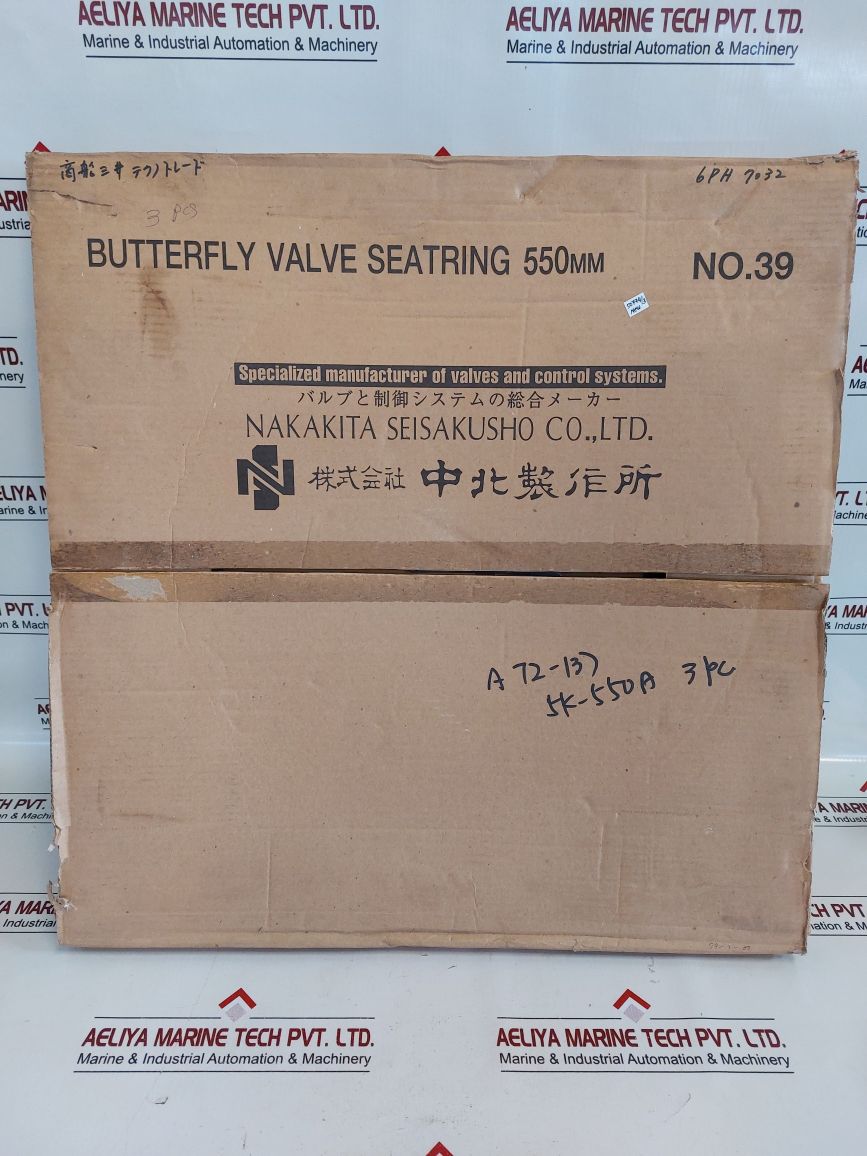 AELIYA MARINE TECH PVT. LTD.
Marine & Industrial Automation & Machinery
AELIYA MARINE TECH PVT. LTD.
Marine & Industrial Automation & Machinery
商船三井テクノトレード
6PH 7032
3 PCS
BUTTERFLY VALVE SEATRING 550MM
NO.39
Specialized manufacturer of valves and control systems.
バルブと制御システムの総合メーカー
NAKAKITA SEISAKUSHO CO.,LTD.
株式会社 中北製作所
A 72-137
5K-550A 3 PC
AELIYA MARINE TECH PVT. LTD.
Marine & Industrial Automation & Machinery
AELIYA MARINE TECH PVT. LTD.
Marine & Industrial Automation & Machinery